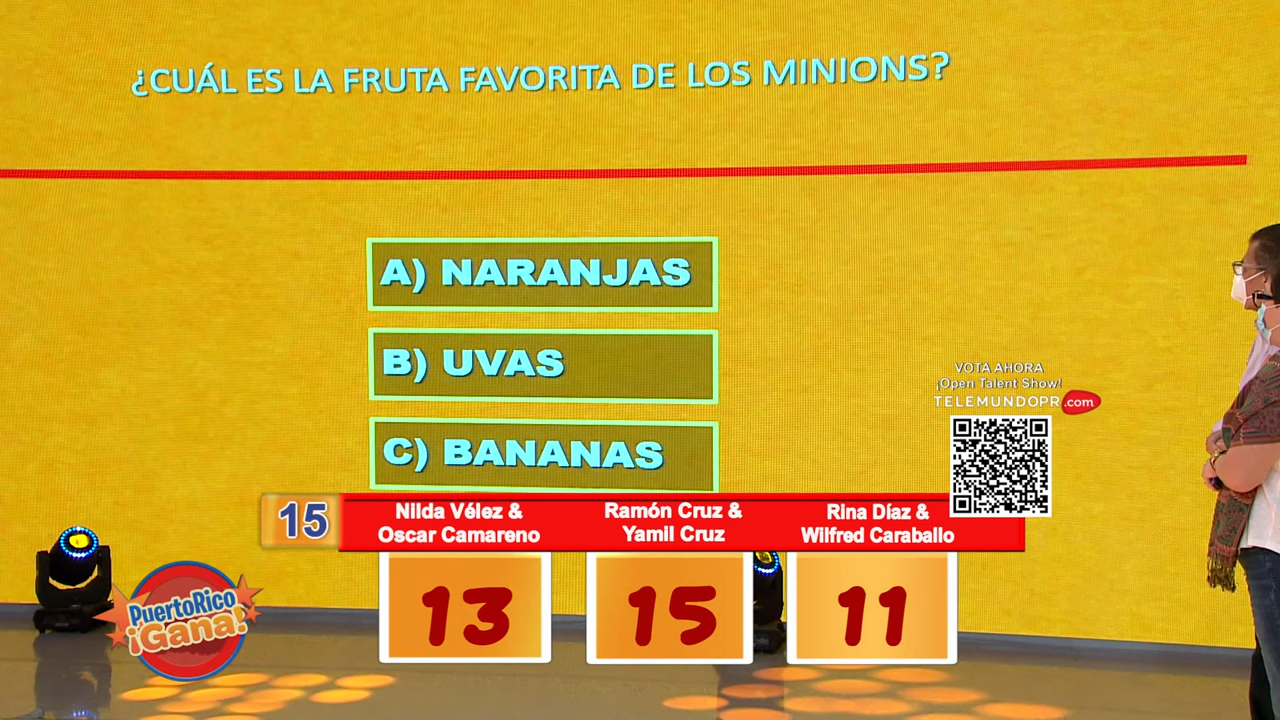 ¿CUÁL ES LA FRUTA FAVORITA DE LOS MINIONS?
A) NARANJAS
B) UVAS
C) BANANAS
VOTA AHORA
¡Open Talent Show!
TELEMUNDOPR.com
15
Nilda Vélez &
Oscar Camareno
Ramón Cruz &
Yamil Cruz
Rina Díaz &
Wilfred Caraballo
13
15
11
PuertoRico
¡Gana!